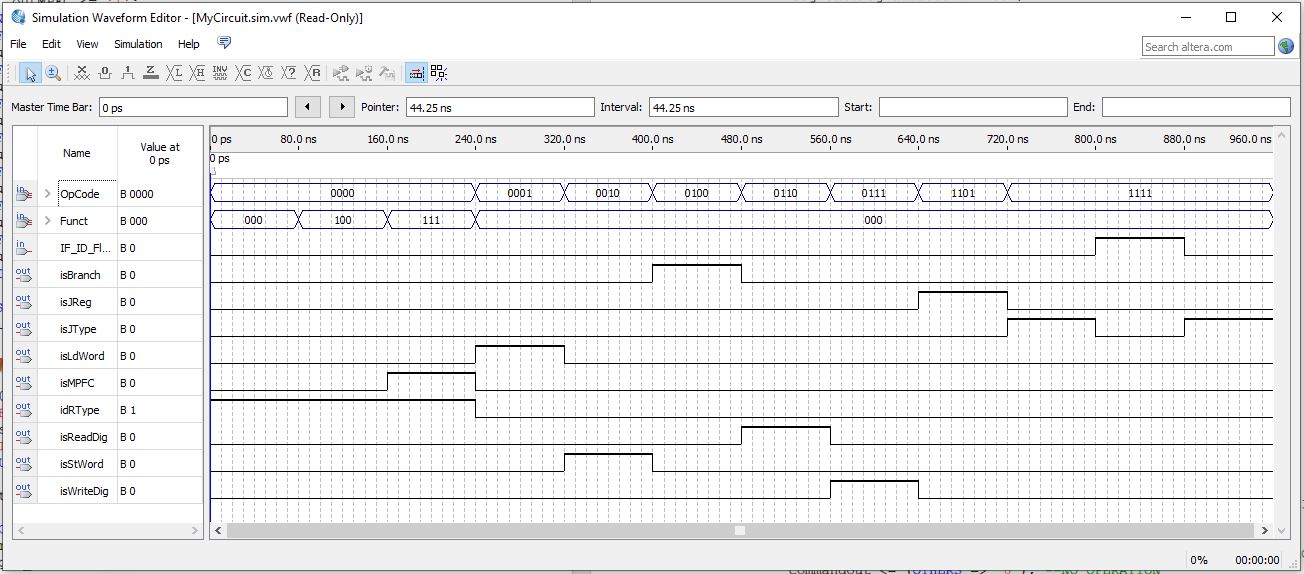 Simulation Waveform Editor - [MyCircuit.sim.vwf (Read-Only)]
File Edit View Simulation Help
Search altera.com
Master Time Bar: 0 ps Pointer: 44.25 ns Interval: 44.25 ns Start: End:
Name Value at 0 ps
0 ps 80.0 ns 160.0 ns 240.0 ns 320.0 ns 400.0 ns 480.0 ns 560.0 ns 640.0 ns 720.0 ns 800.0 ns 880.0 ns 960.0 ns
0 ps
in OpCode B 0000 0000 0001 0010 0100 0110 0111 1101 1111
in Funct B 000 000 100 111 000
in IF_ID_Fl... B 0
out isBranch B 0
out isJReg B 0
out isJType B 0
out isLdWord B 0
out isMPFC B 0
out idRType B 1
out isReadDig B 0
out isStWord B 0
out isWriteDig B 0
0% 00:00:00